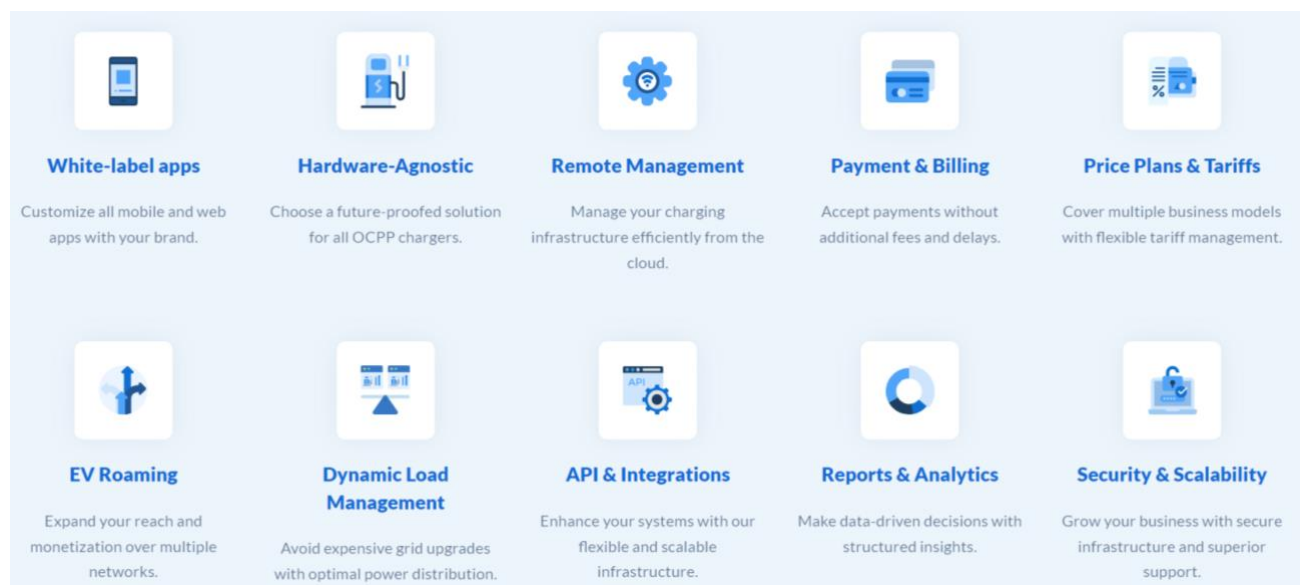 White-label apps
Customize all mobile and web
apps with your brand.
Hardware-Agnostic
Choose a future-proofed solution
for all OCPP chargers.
Remote Management
Manage your charging
infrastructure efficiently from the
cloud.
Payment & Billing
Accept payments without
additional fees and delays.
Price Plans & Tariffs
Cover multiple business models
with flexible tariff management.
EV Roaming
Expand your reach and
monetization over multiple
networks.
Dynamic Load
Management
Avoid expensive grid upgrades
with optimal power distribution.
API
API & Integrations
Enhance your systems with our
flexible and scalable
infrastructure.
Reports & Analytics
Make data-driven decisions with
structured insights.
Security & Scalability
Grow your business with secure
infrastructure and superior
support.